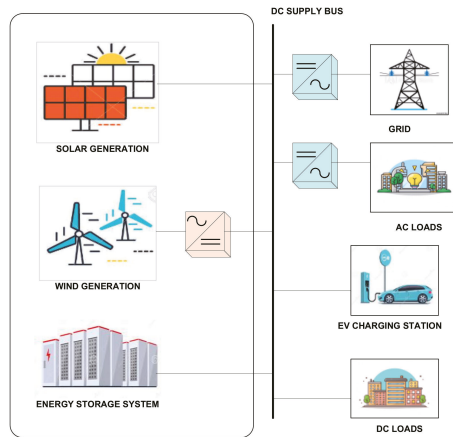 DC SUPPLY BUS
SOLAR GENERATION
GRID
AC LOADS
WIND GENERATION
EV CHARGING STATION
ENERGY STORAGE SYSTEM
DC LOADS